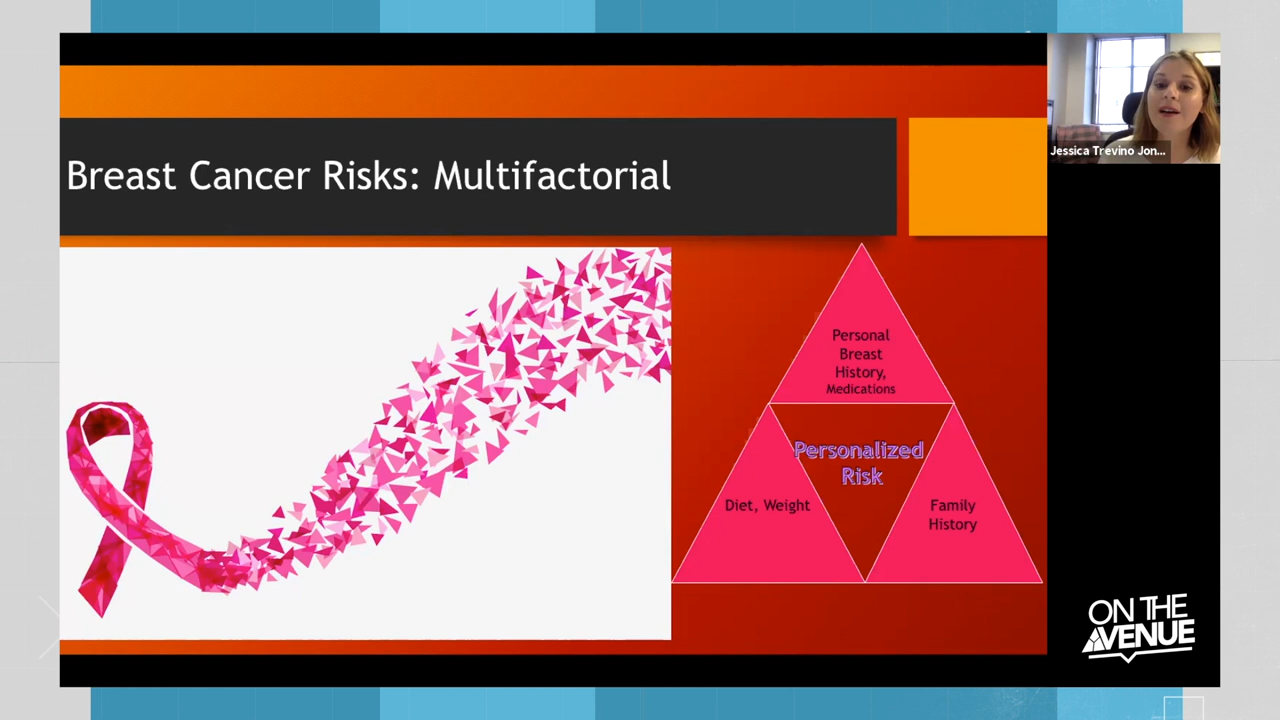 Breast Cancer Risks: Multifactorial
Jessica Trevino Jon...
Personal
Breast
History,
Medications
Personalized
Risk
Diet, Weight
Family
History
ON THE
AVENUE